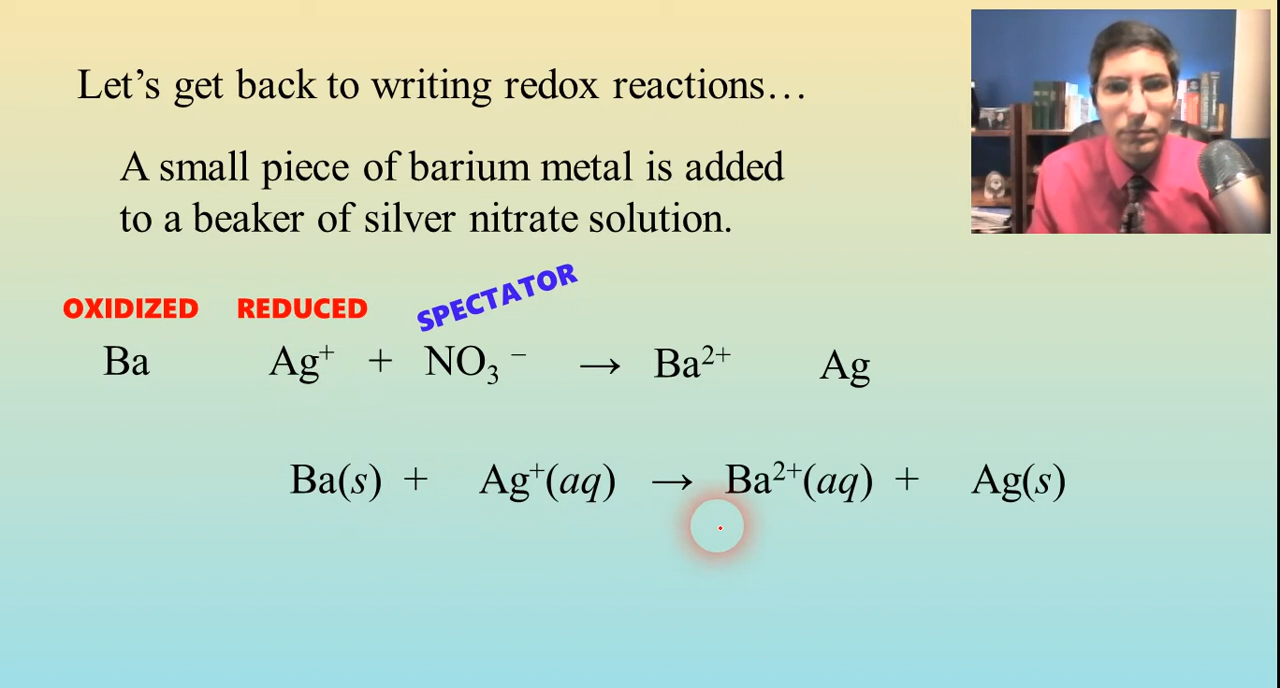 Let’s get back to writing redox reactions…
A small piece of barium metal is added
to a beaker of silver nitrate solution.
SPECTATOR
OXIDIZED REDUCED
Ba Ag⁺ + NO₃ ⁻ → Ba²⁺ Ag
Ba(s) + Ag⁺(aq) → Ba²⁺(aq) + Ag(s)